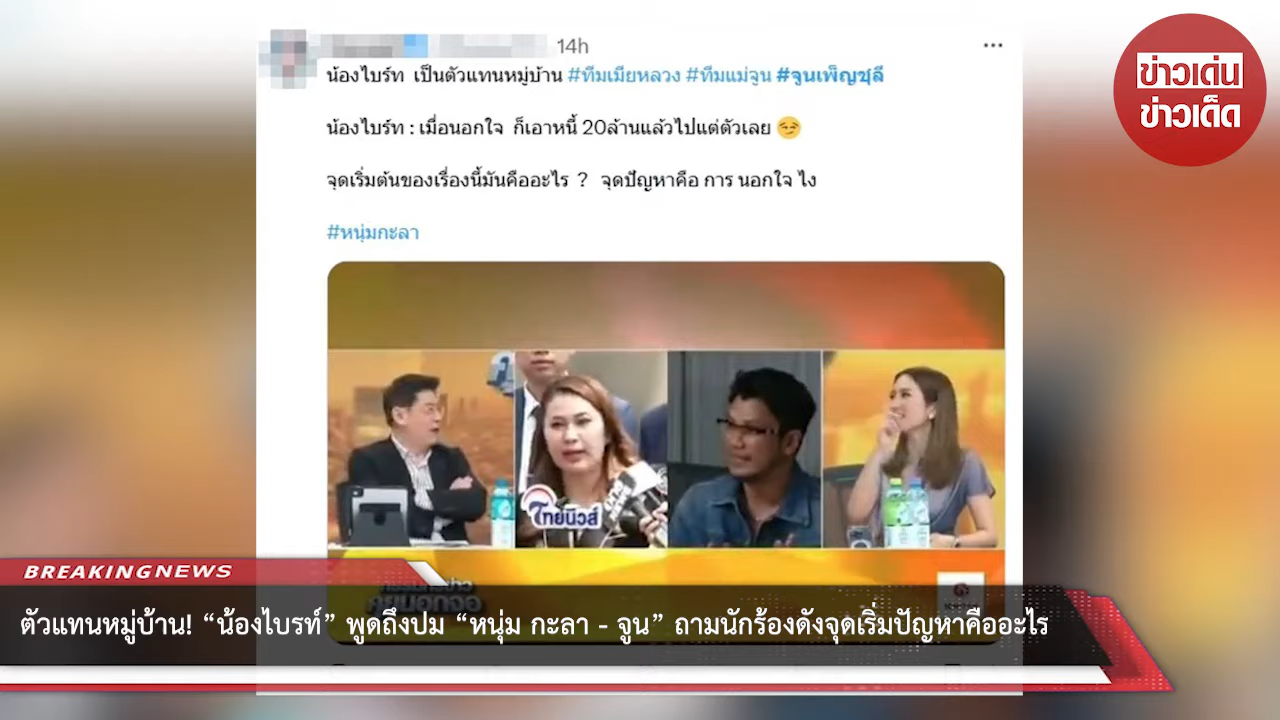 14h
น้องไบร์ท เป็นตัวแทนหมู่บ้าน #ทีมเมียหลวง #ทีมแม่จูน #จูนเพ็ญชุลี
น้องไบร์ท : เมื่อนอกใจ ก็เอาหนี้ 20ล้านแล้วไปแต่ตัวเลย 😏
จุดเริ่มต้นของเรื่องนี้มันคืออะไร ? จุดปัญหาคือ การ นอกใจ ไง
#หนุ่มกะลา
ข่าวเด่น
ข่าวเด็ด
ไทยนิวส์
BREAKING NEWS
คุยนอกจอ
ตัวแทนหมู่บ้าน! “น้องไบรท์” พูดถึงปม “หนุ่ม กะลา - จูน” ถามนักร้องดังจุดเริ่มปัญหาคืออะไร